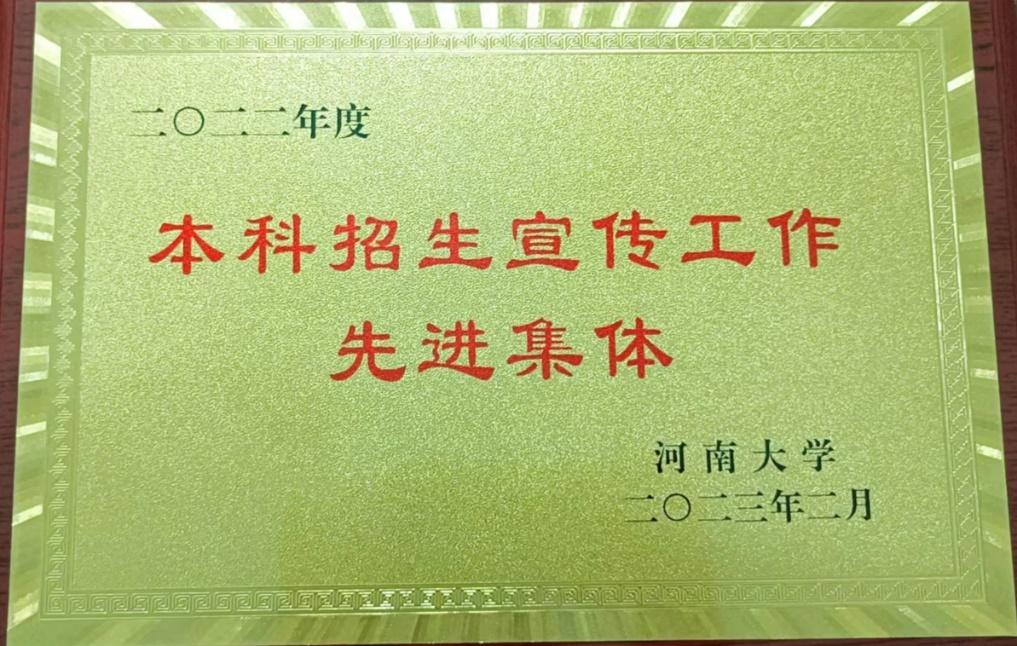 二〇二二年度
本科招生宣传工作
先进集体
河南大学
二〇二三年二月